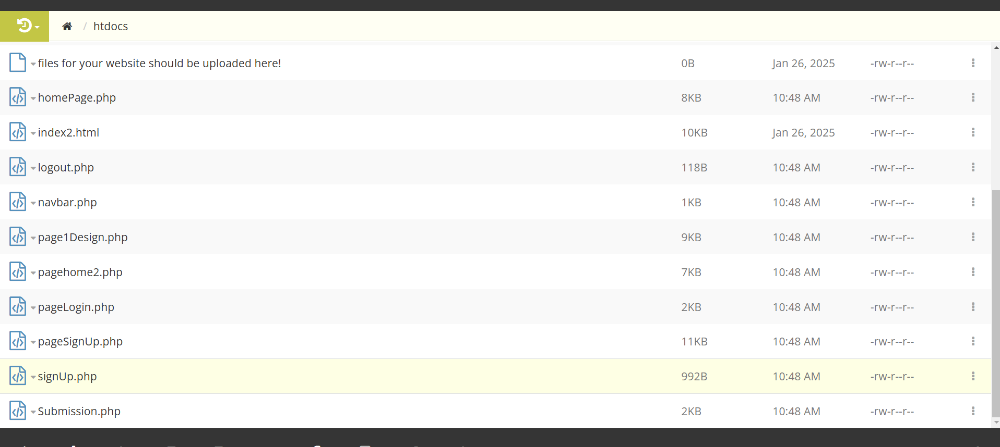 / htdocs
files for your website should be uploaded here! 0B Jan 26, 2025 -rw-r--r--
homePage.php 8KB 10:48 AM -rw-r--r--
index2.html 10KB Jan 26, 2025 -rw-r--r--
logout.php 118B 10:48 AM -rw-r--r--
navbar.php 1KB 10:48 AM -rw-r--r--
page1Design.php 9KB 10:48 AM -rw-r--r--
pagehome2.php 7KB 10:48 AM -rw-r--r--
pageLogin.php 2KB 10:48 AM -rw-r--r--
pageSignUp.php 11KB 10:48 AM -rw-r--r--
signUp.php 992B 10:48 AM -rw-r--r--
Submission.php 2KB 10:48 AM -rw-r--r--